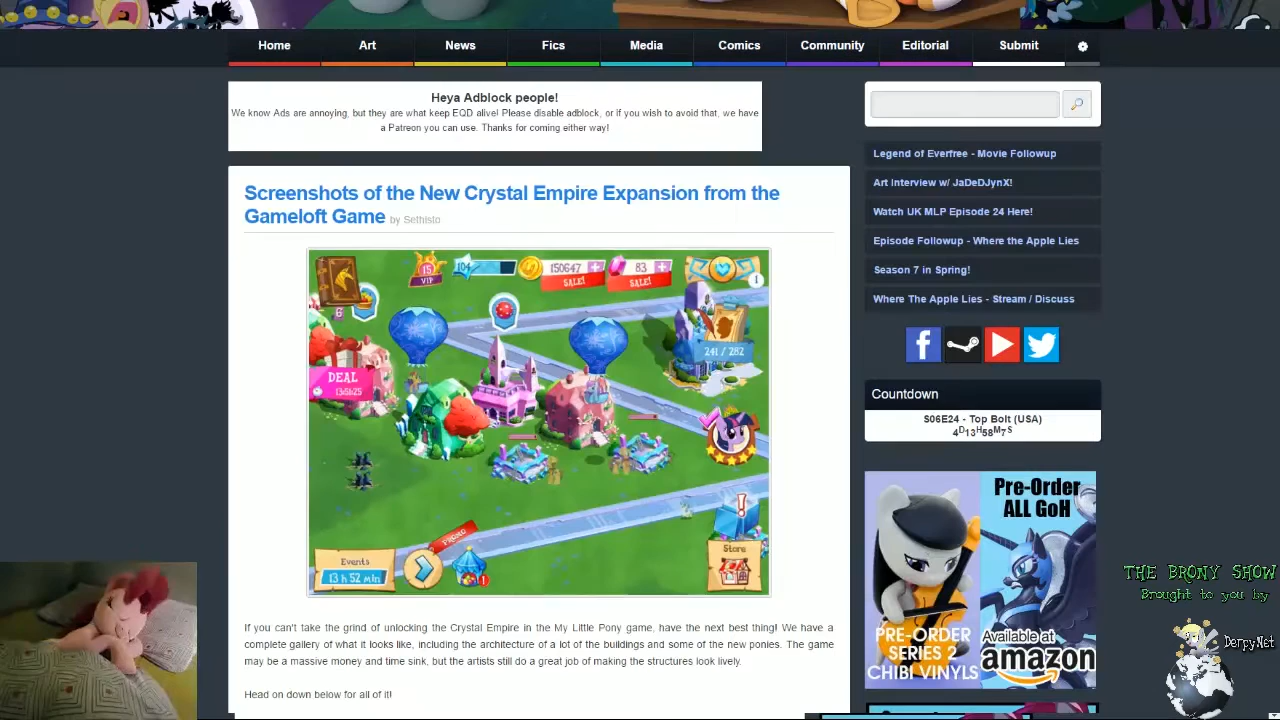 Home Art News Fics Media Comics Community Editorial Submit
Heya Adblock people!
We know Ads are annoying, but they are what keep EQD alive! Please disable adblock, or if you wish to avoid that, we have
a Patreon you can use. Thanks for coming either way!
Screenshots of the New Crystal Empire Expansion from the
Gameloft Game by Sethisto
15
VIP
104
150647
SALE!
83
SALE!
1
6
241 / 282
DEAL
PROMO
Events
13 h 52 min
1
Store
If you can't take the grind of unlocking the Crystal Empire in the My Little Pony game, have the next best thing! We have a
complete gallery of what it looks like, including the architecture of a lot of the buildings and some of the new ponies. The game
may be a massive money and time sink, but the artists still do a great job of making the structures look lively.
Head on down below for all of it!
Legend of Everfree - Movie Followup
Art Interview w/ JaDeDJynX!
Watch UK MLP Episode 24 Here!
Episode Followup - Where the Apple Lies
Season 7 in Spring!
Where The Apple Lies - Stream / Discuss
Countdown
S06E24 - Top Bolt (USA)
4D13H58M7S
Pre-Order
ALL GoH
PRE-ORDER
SERIES 2
CHIBI VINYLS
Available at
amazon
THE BRONY SHOW
Brought to you by
DerpyNet